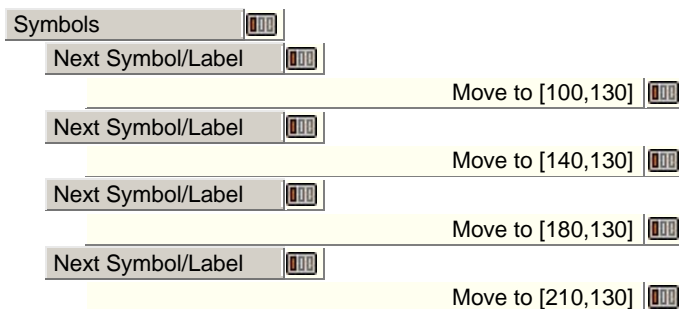 Symbols
Next Symbol/Label
Move to [100,130]
Next Symbol/Label
Move to [140,130]
Next Symbol/Label
Move to [180,130]
Next Symbol/Label
Move to [210,130]